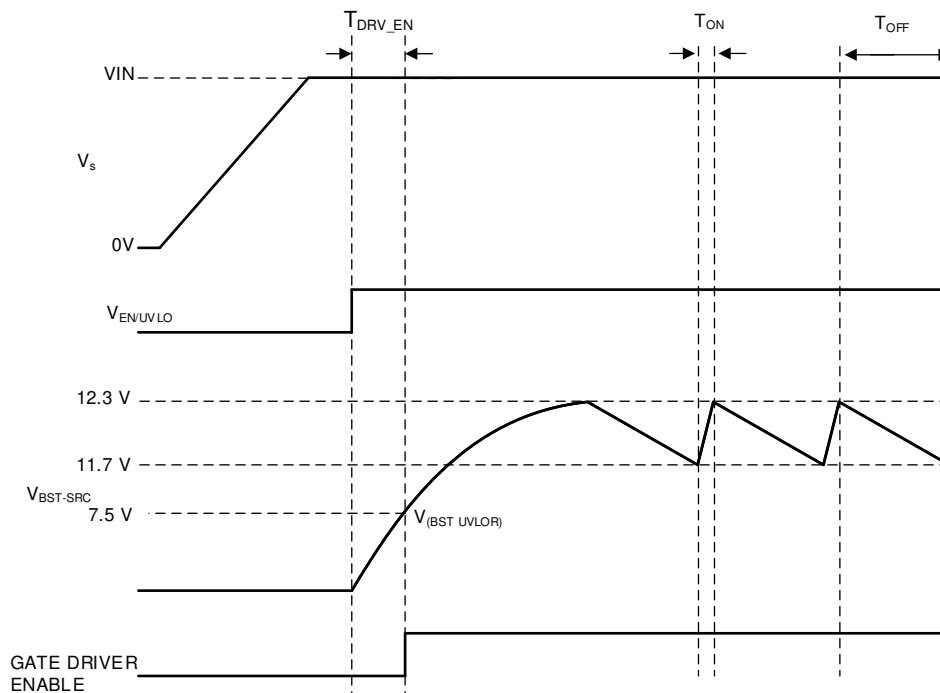 T_DRV_EN
T_ON
T_OFF
VIN
V_s
0V
V_EN/UVLO
12.3 V
11.7 V
V_BST-SRC
7.5 V
V_(BST UVLOR)
GATE DRIVER
ENABLE